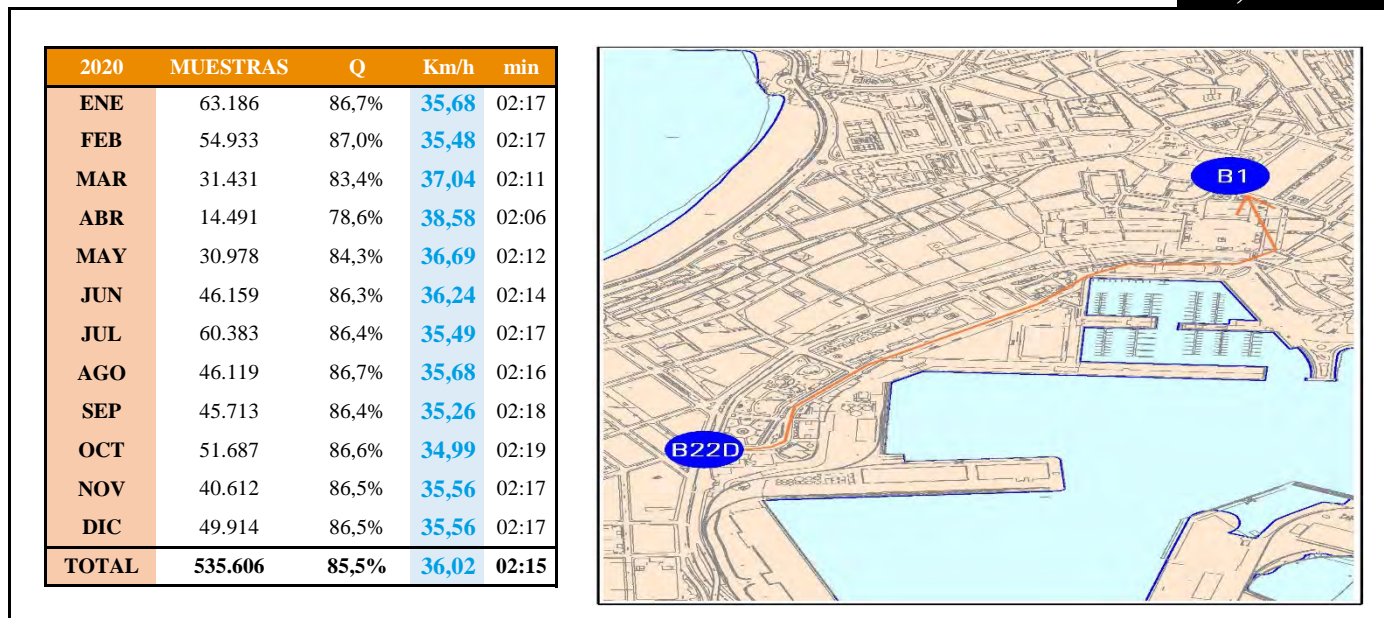 2020 MUESTRAS Q Km/h min
ENE 63.186 86,7% 35,68 02:17
FEB 54.933 87,0% 35,48 02:17
MAR 31.431 83,4% 37,04 02:11
ABR 14.491 78,6% 38,58 02:06
MAY 30.978 84,3% 36,69 02:12
JUN 46.159 86,3% 36,24 02:14
JUL 60.383 86,4% 35,49 02:17
AGO 46.119 86,7% 35,68 02:16
SEP 45.713 86,4% 35,26 02:18
OCT 51.687 86,6% 34,99 02:19
NOV 40.612 86,5% 35,56 02:17
DIC 49.914 86,5% 35,56 02:17
TOTAL 535.606 85,5% 36,02 02:15
B1
B22D